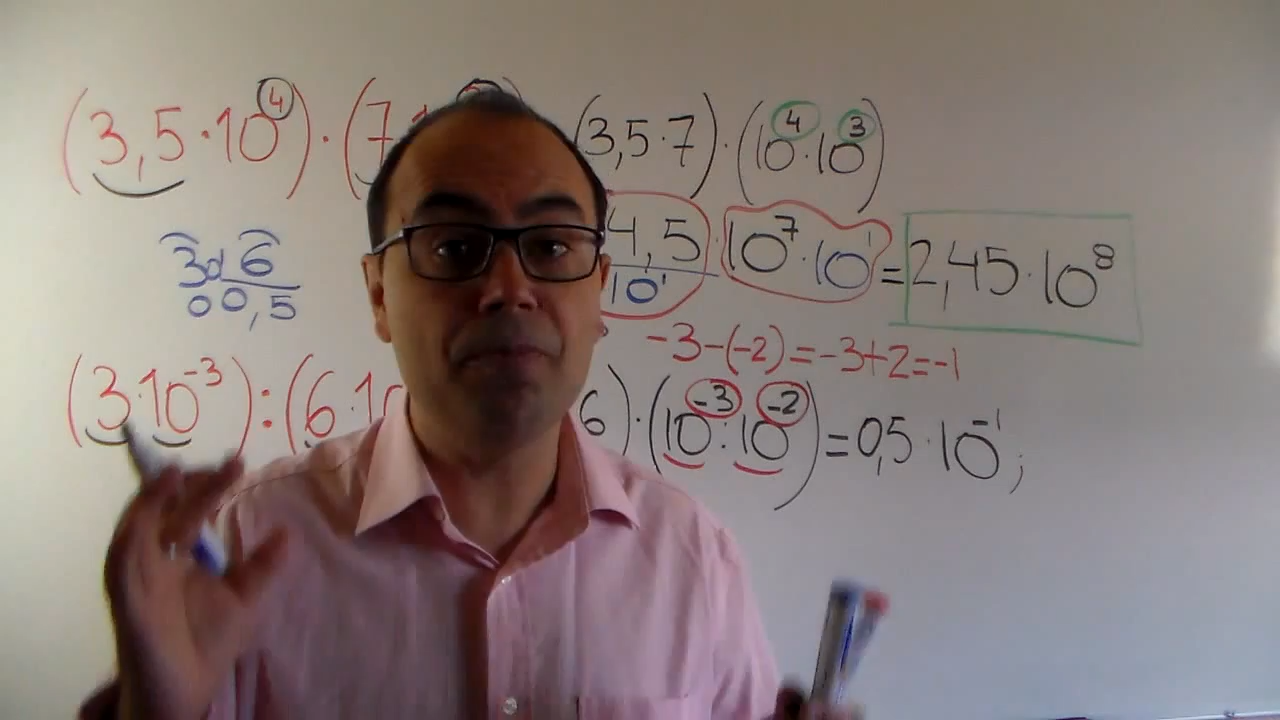 (3,5·10⁴)·(7·1 (3,5·7)·(10⁴·10³)
3 6 4,5 10⁷·10¹ = 2,45·10⁸
0 0,5 10¹
-3-(-2)=-3+2=-1
(3·10⁻³):(6·10 6)·(10⁻³:10⁻²)=0,5·10⁻¹;